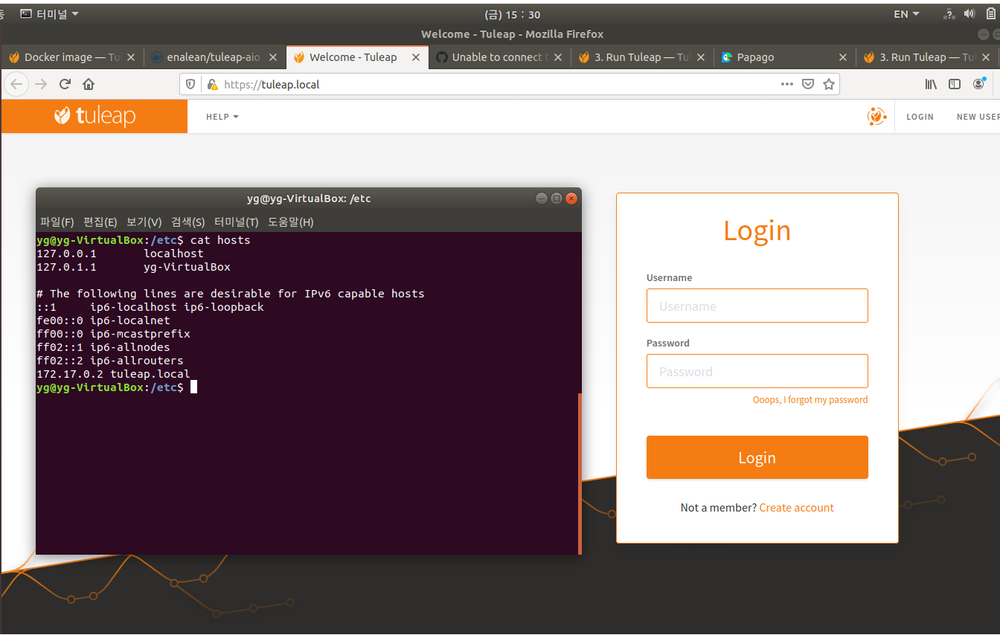 터미널
(금) 15 : 30
EN
Welcome - Tuleap - Mozilla Firefox
Docker image — Tul
enalean/tuleap-aio
Welcome - Tuleap
Unable to connect t
3. Run Tuleap — Tul
Papago
3. Run Tuleap — Tul
https://tuleap.local
tuleap
HELP
LOGIN
NEW USER
yg@yg-VirtualBox: /etc
파일(F) 편집(E) 보기(V) 검색(S) 터미널(T) 도움말(H)
yg@yg-VirtualBox:/etc$ cat hosts
127.0.0.1 localhost
127.0.1.1 yg-VirtualBox
# The following lines are desirable for IPv6 capable hosts
::1 ip6-localhost ip6-loopback
fe00::0 ip6-localnet
ff00::0 ip6-mcastprefix
ff02::1 ip6-allnodes
ff02::2 ip6-allrouters
172.17.0.2 tuleap.local
yg@yg-VirtualBox:/etc$
Login
Username
Username
Password
Password
Ooops, I forgot my password
Login
Not a member? Create account